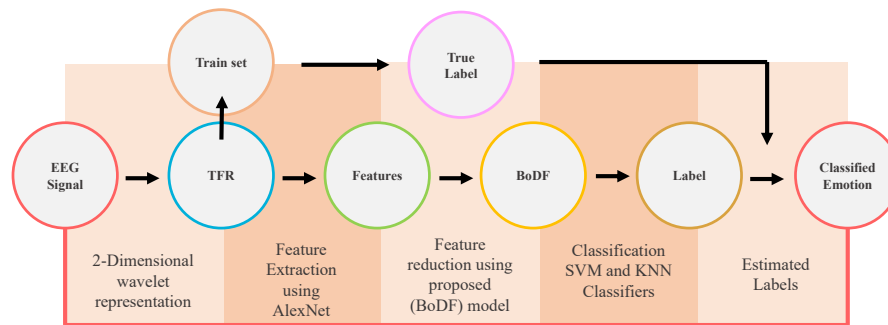 Train set
True
Label
EEG
Signal
TFR
Features
BoDF
Label
Classified
Emotion
2-Dimensional
wavelet
representation
Feature
Extraction
using
AlexNet
Feature
reduction using
proposed
(BoDF) model
Classification
SVM and KNN
Classifiers
Estimated
Labels